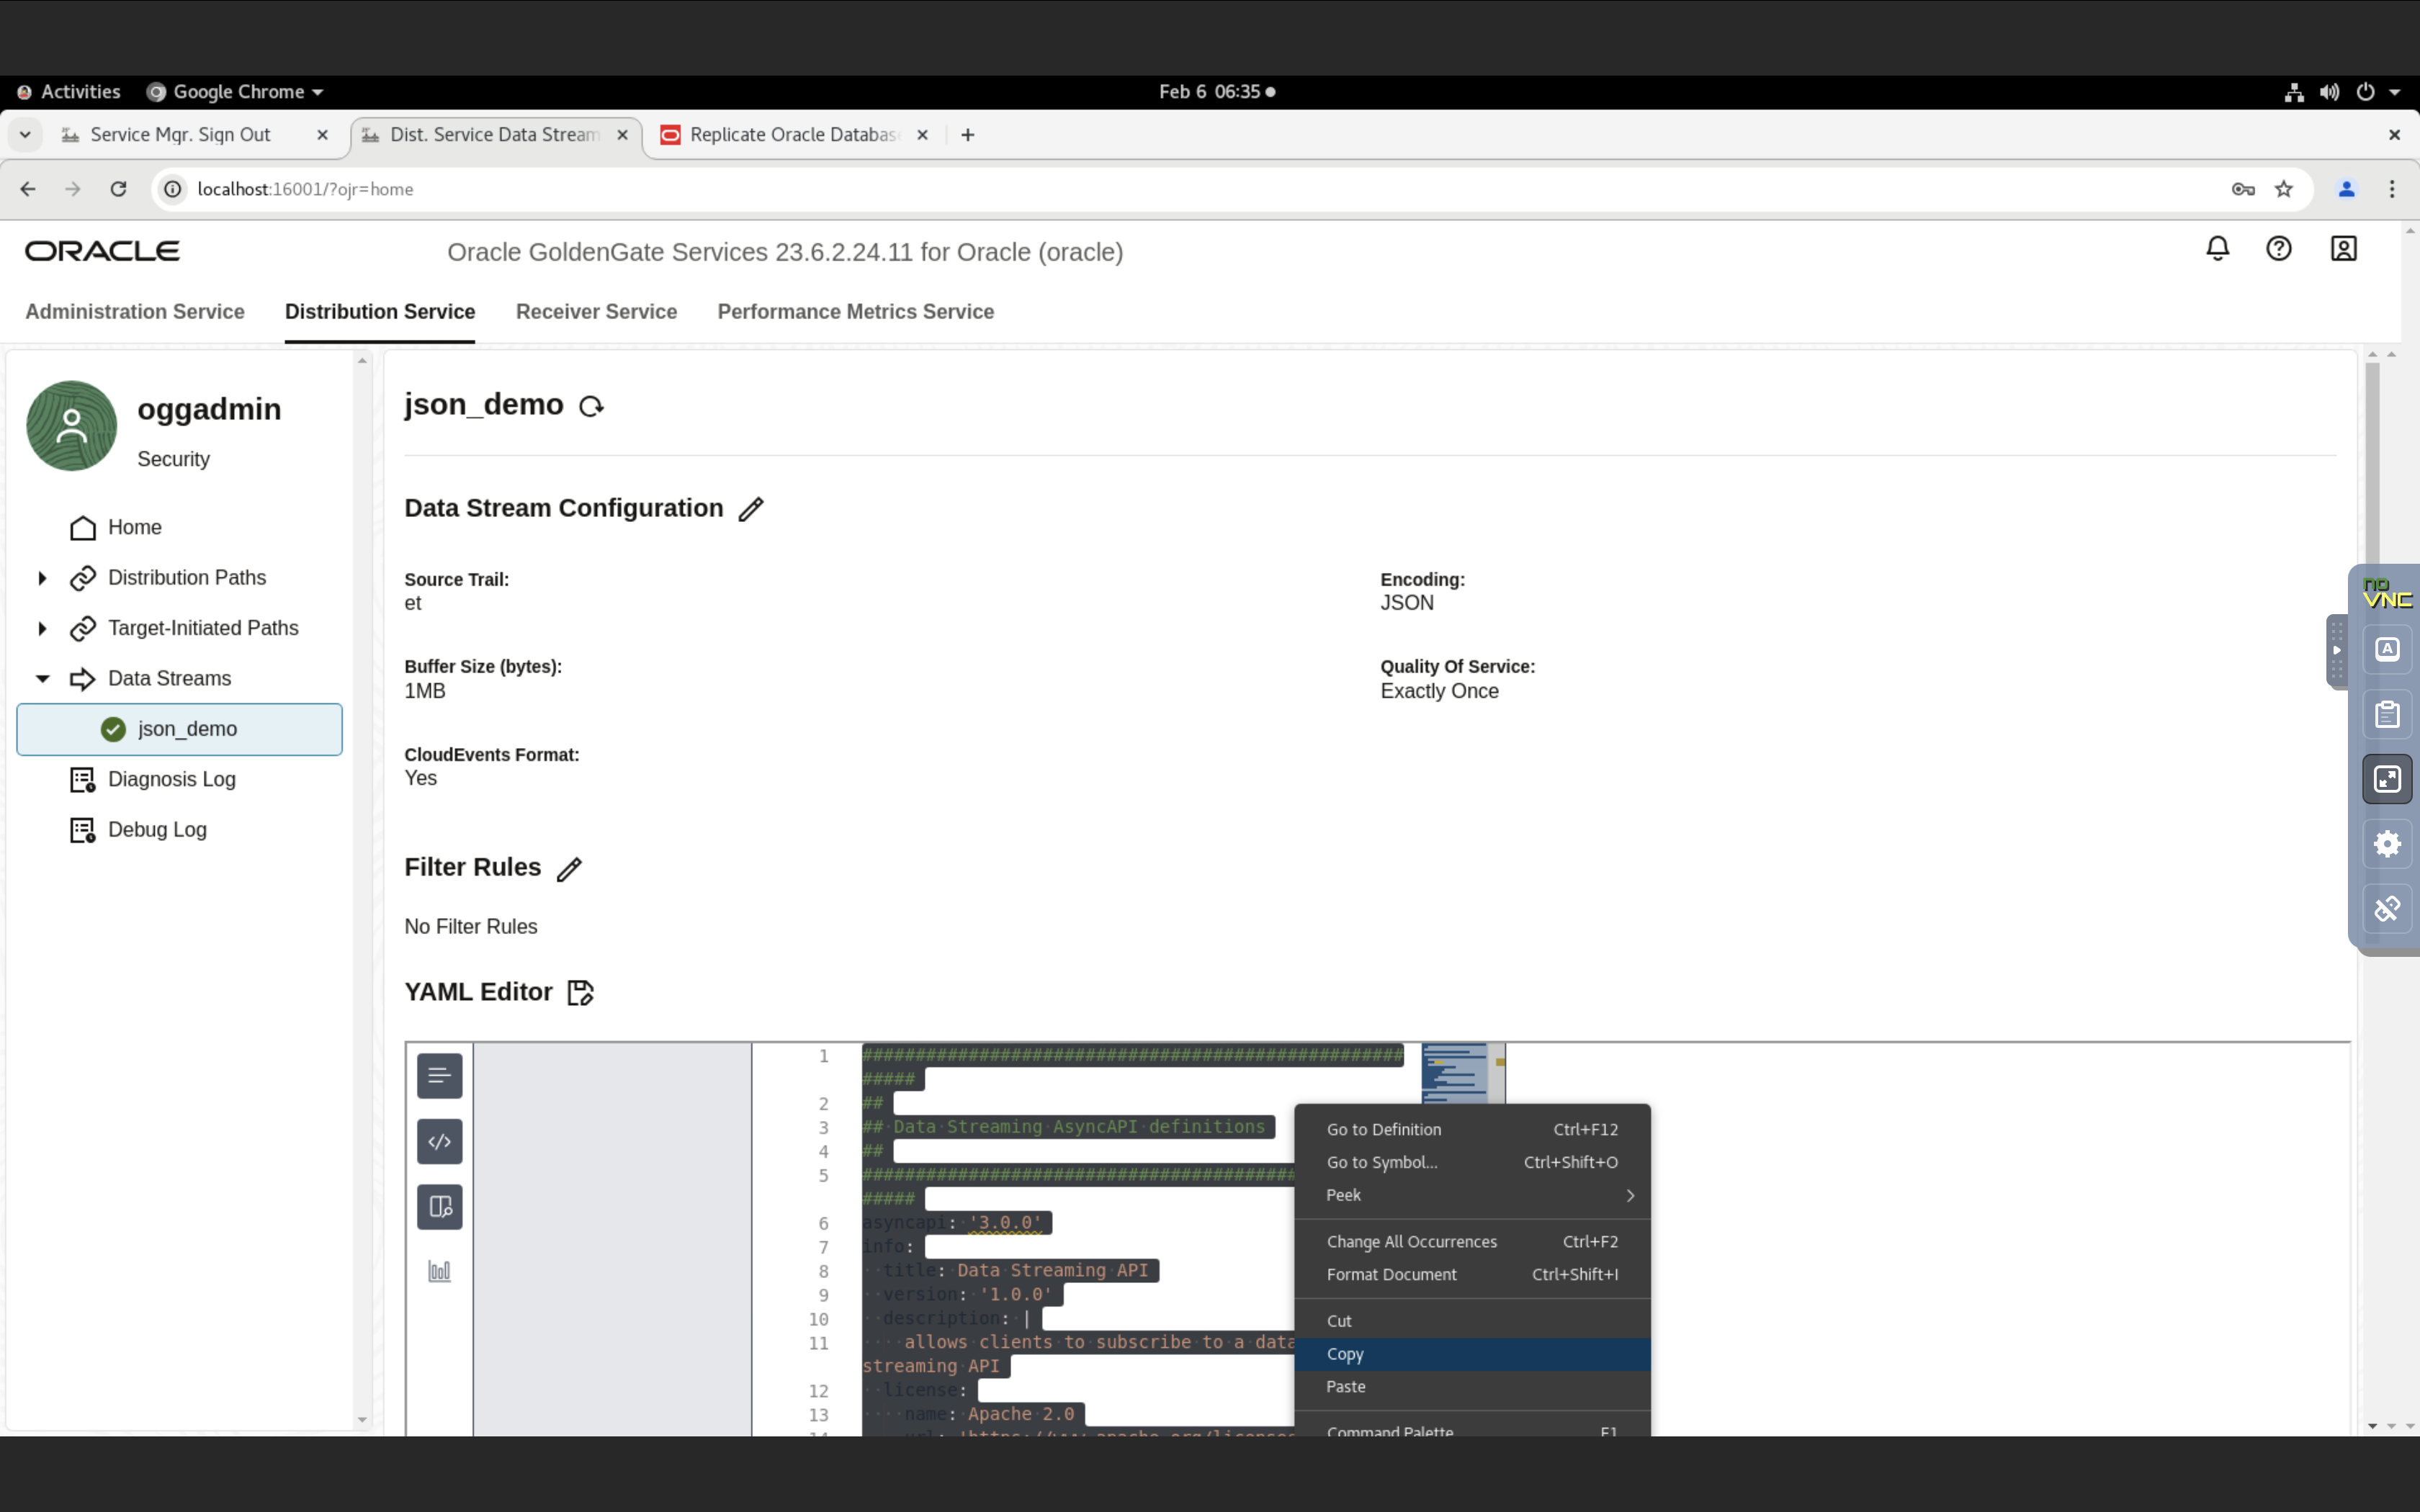 Activities Google Chrome Feb 6 06:35
Service Mgr. Sign Out Dist. Service Data Stream Replicate Oracle Databas
localhost:16001/?ojr=home
ORACLE Oracle GoldenGate Services 23.6.2.24.11 for Oracle (oracle)
Administration Service Distribution Service Receiver Service Performance Metrics Service
oggadmin
Security
Home
Distribution Paths
Target-Initiated Paths
Data Streams
json_demo
Diagnosis Log
Debug Log
json_demo
Data Stream Configuration
Source Trail:
et
Encoding:
JSON
Buffer Size (bytes):
1MB
Quality Of Service:
Exactly Once
CloudEvents Format:
Yes
Filter Rules
No Filter Rules
YAML Editor
1 ###################################################
#####
2 ##
3 ## Data Streaming AsyncAPI definitions
4 ##
5 #########################################
#####
6 asyncapi: '3.0.0'
7 info:
8 title: Data Streaming API
9 version: '1.0.0'
10 description: |
11 allows clients to subscribe to a data
streaming API
12 license:
13 name: Apache 2.0
14 url: 'https://www.apache.org/licenses
Go to Definition Ctrl+F12
Go to Symbol... Ctrl+Shift+O
Peek
Change All Occurrences Ctrl+F2
Format Document Ctrl+Shift+I
Cut
Copy
Paste
Command Palette F1
no
VNC
A